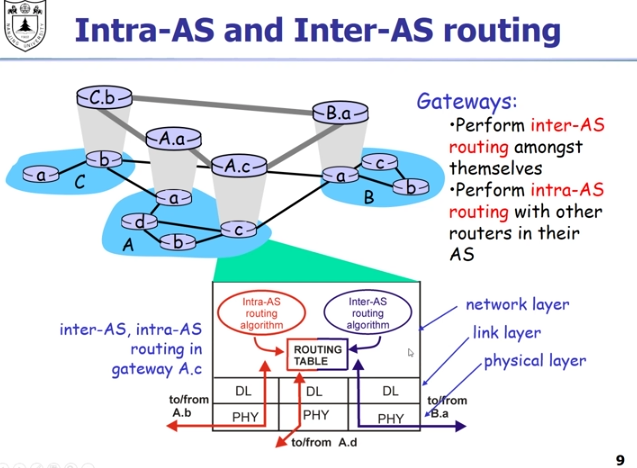 Intra-AS and Inter-AS routing
C.b
B.a
A.a
A.c
a
b
C
a
d
b
c
A
a
c
b
B
Gateways:
•Perform inter-AS
routing amongst
themselves
•Perform intra-AS
routing with other
routers in their
AS
inter-AS, intra-AS
routing in
gateway A.c
Intra-AS
routing
algorithm
Inter-AS
routing
algorithm
ROUTING
TABLE
DL
DL
DL
PHY
PHY
PHY
to/from
A.b
to/from A.d
to/from
B.a
network layer
link layer
physical layer
9